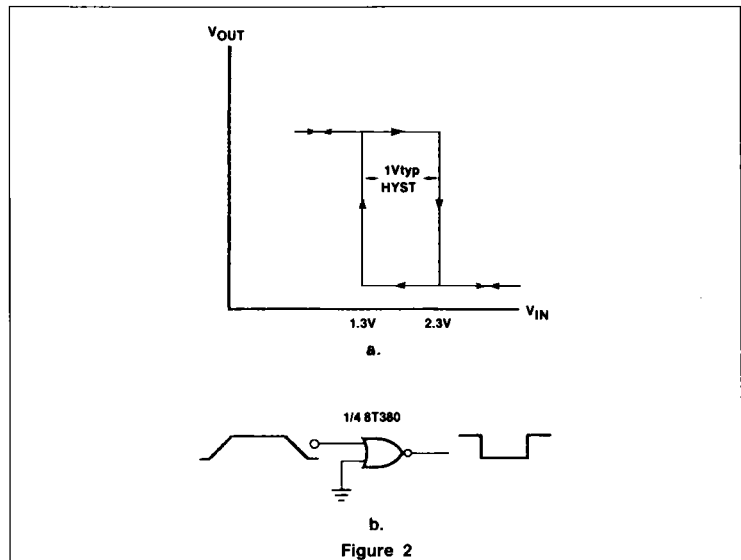 VOUT
1Vtyp
HYST
1.3V
2.3V
VIN
a.
1/4 8T380
b.
Figure 2